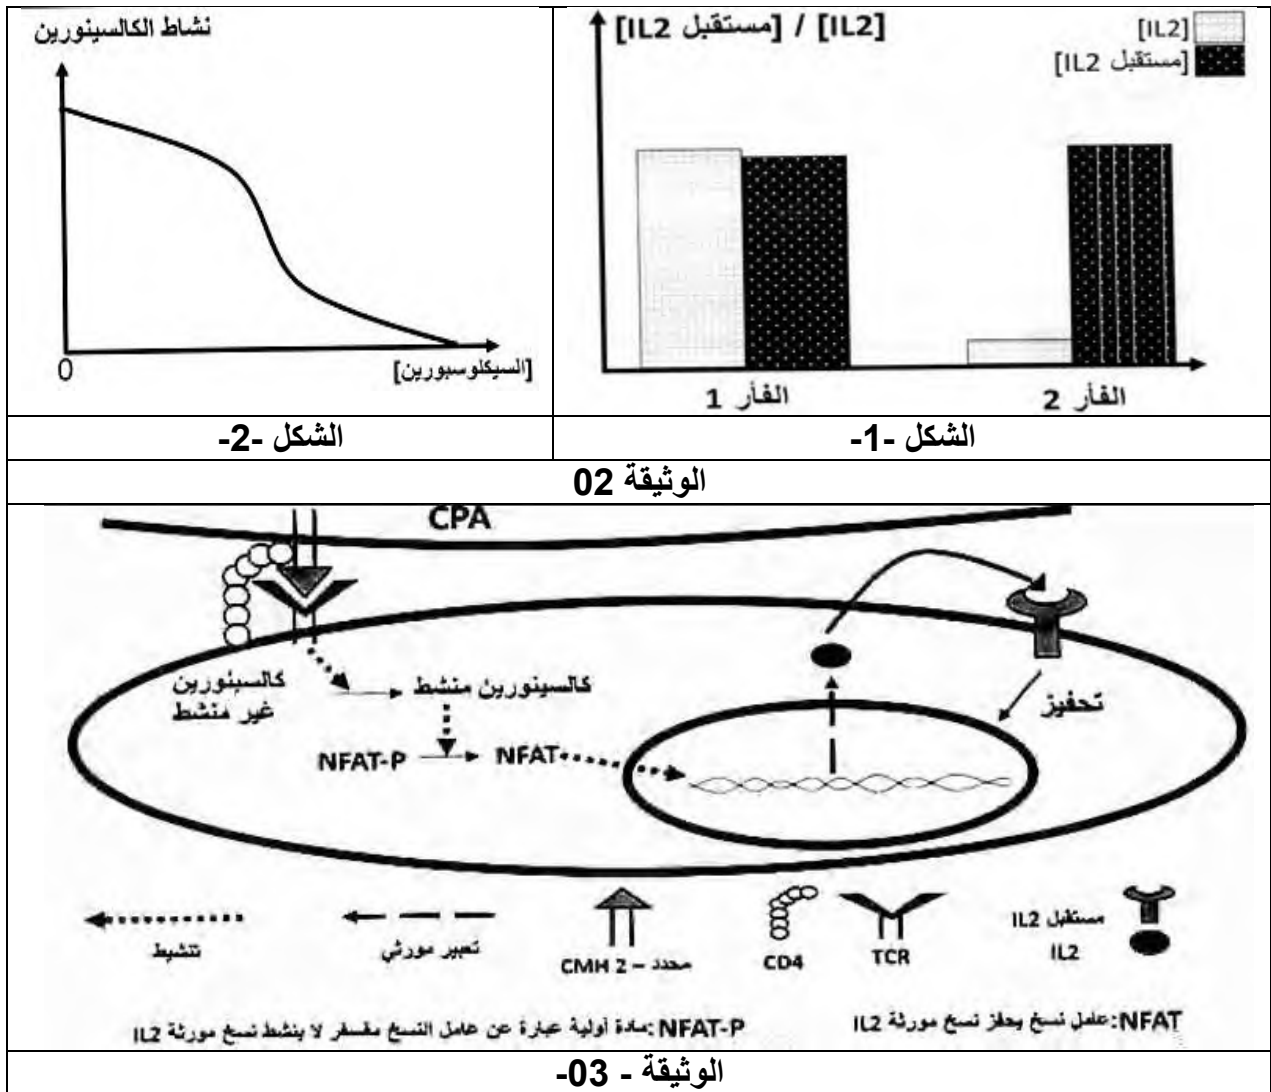 [مستقبل IL2] / [IL2]
[IL2]
[مستقبل IL2]
الفأر 1
الفأر 2
نشاط الكالسينورين
0
[السيكلوسبورين]
الشكل -1-
الشكل -2-
الوثيقة 02
CPA
كالسينورين
غير منشط
كالسينورين منشط
NFAT-P
NFAT
تحفيز
مستقبل IL2
IL2
TCR
CD4
محدد – CMH 2
تعبير مورثي
تنشيط
NFAT:عامل نسخ يحفز نسخ مورثة IL2
NFAT-P:مادة أولية عبارة عن عامل النسخ مفسفر لا ينشط نسخ مورثة IL2
الوثيقة - 03-